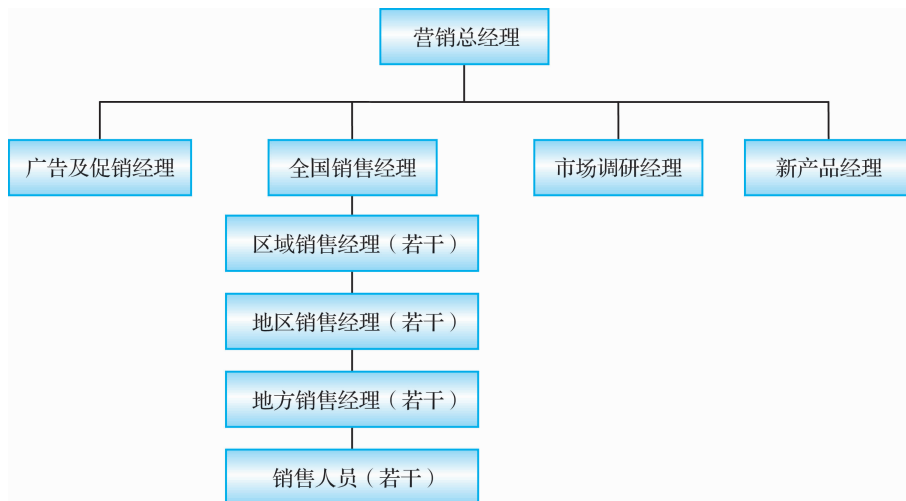 营销总经理
广告及促销经理
全国销售经理
市场调研经理
新产品经理
区域销售经理（若干）
地区销售经理（若干）
地方销售经理（若干）
销售人员（若干）